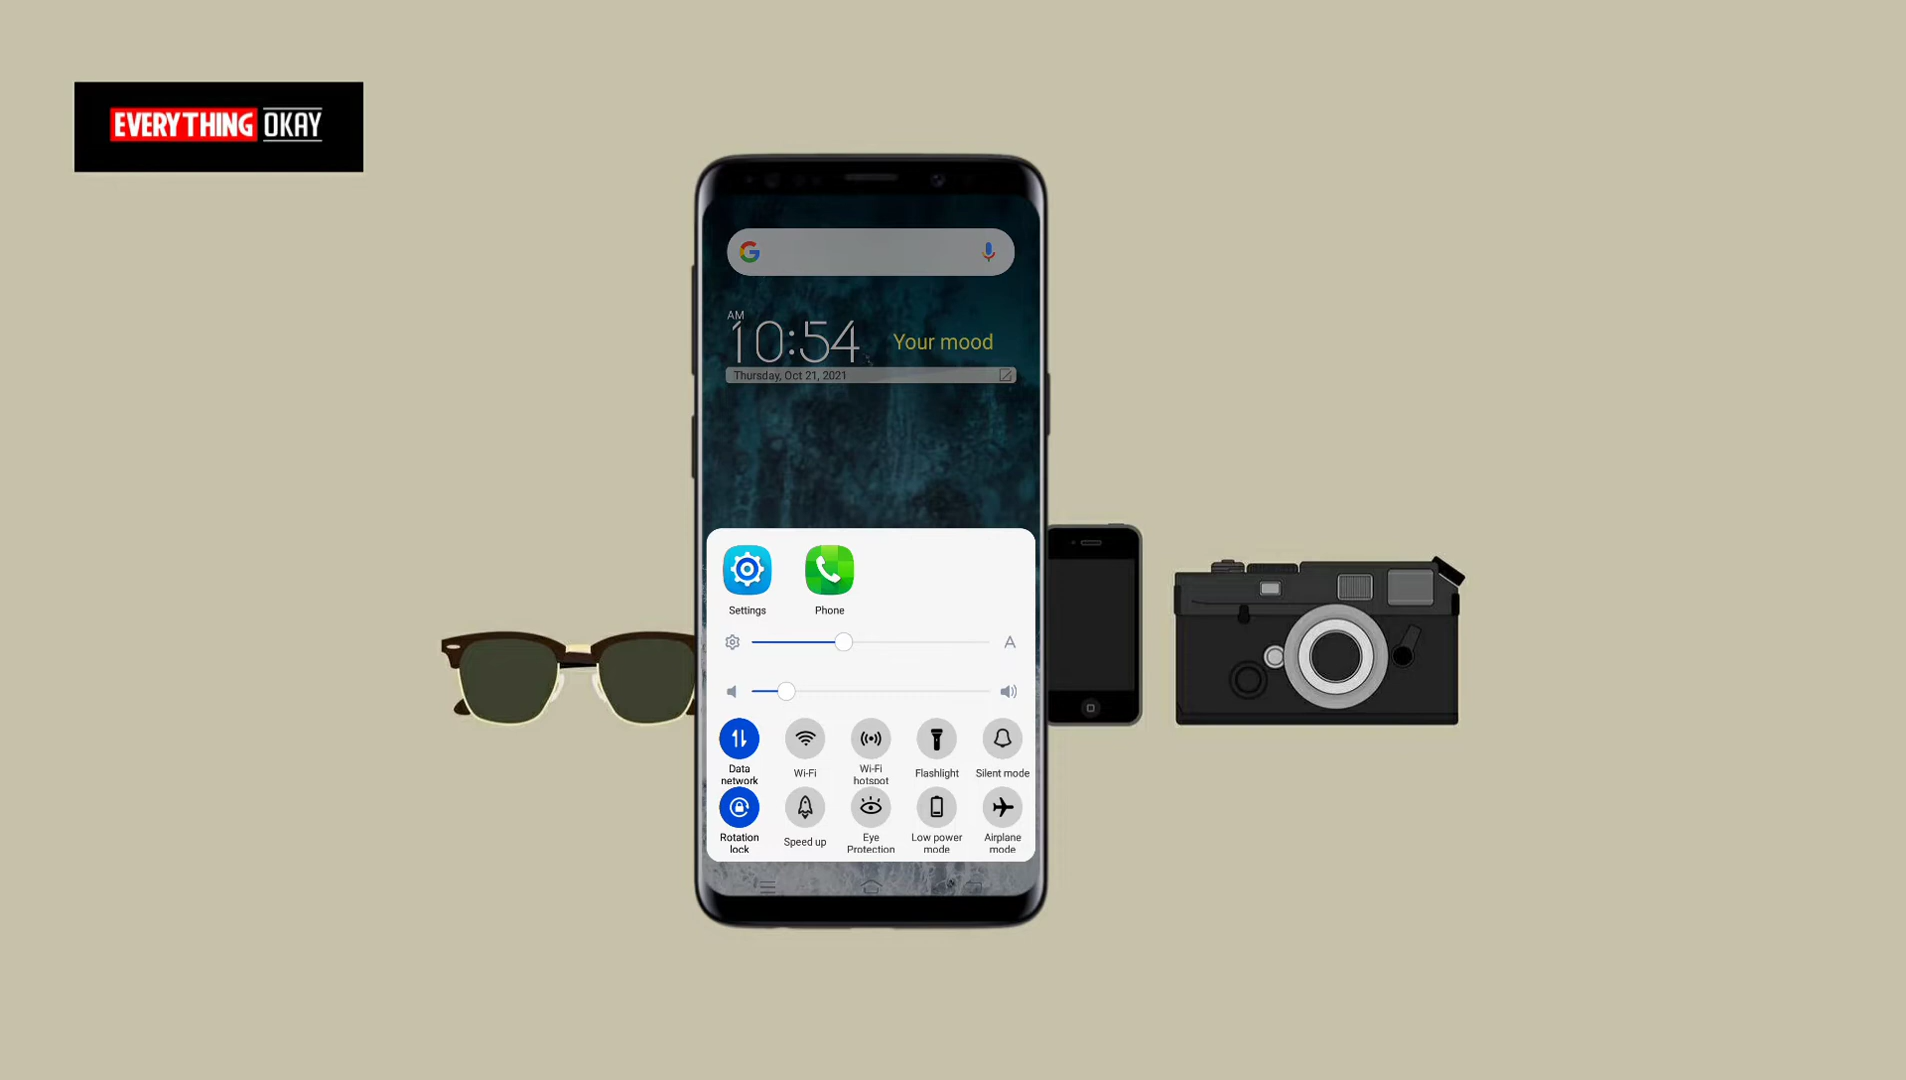 EVERYTHING OKAY
AM
10:54
Your mood
Thursday, Oct 21, 2021
Settings
Phone
A
Data
network
Wi-Fi
Wi-Fi
hotspot
Flashlight
Silent mode
Rotation
lock
Speed up
Eye
Protection
Low power
mode
Airplane
mode